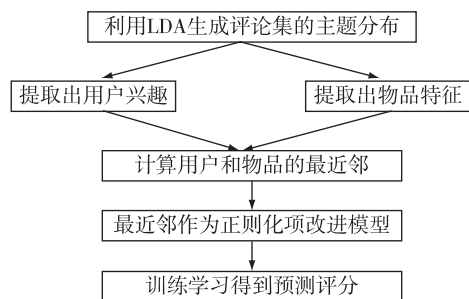 利用LDA生成评论集的主题分布
提取出用户兴趣
提取出物品特征
计算用户和物品的最近邻
最近邻作为正则化项改进模型
训练学习得到预测评分